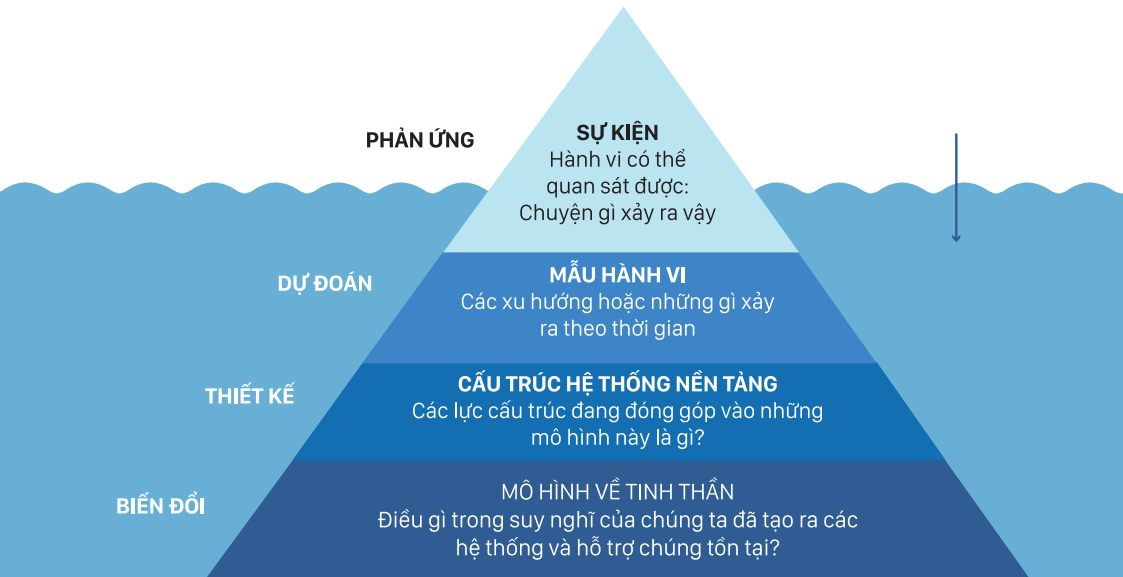 PHẢN ỨNG
SỰ KIỆN
Hành vi có thể
quan sát được:
Chuyện gì xảy ra vậy
DỰ ĐOÁN
MẪU HÀNH VI
Các xu hướng hoặc những gì xảy
ra theo thời gian
THIẾT KẾ
CẤU TRÚC HỆ THỐNG NỀN TẢNG
Các lực cấu trúc đang đóng góp vào những
mô hình này là gì?
BIẾN ĐỔI
MÔ HÌNH VỀ TINH THẦN
Điều gì trong suy nghĩ của chúng ta đã tạo ra các
hệ thống và hỗ trợ chúng tồn tại?